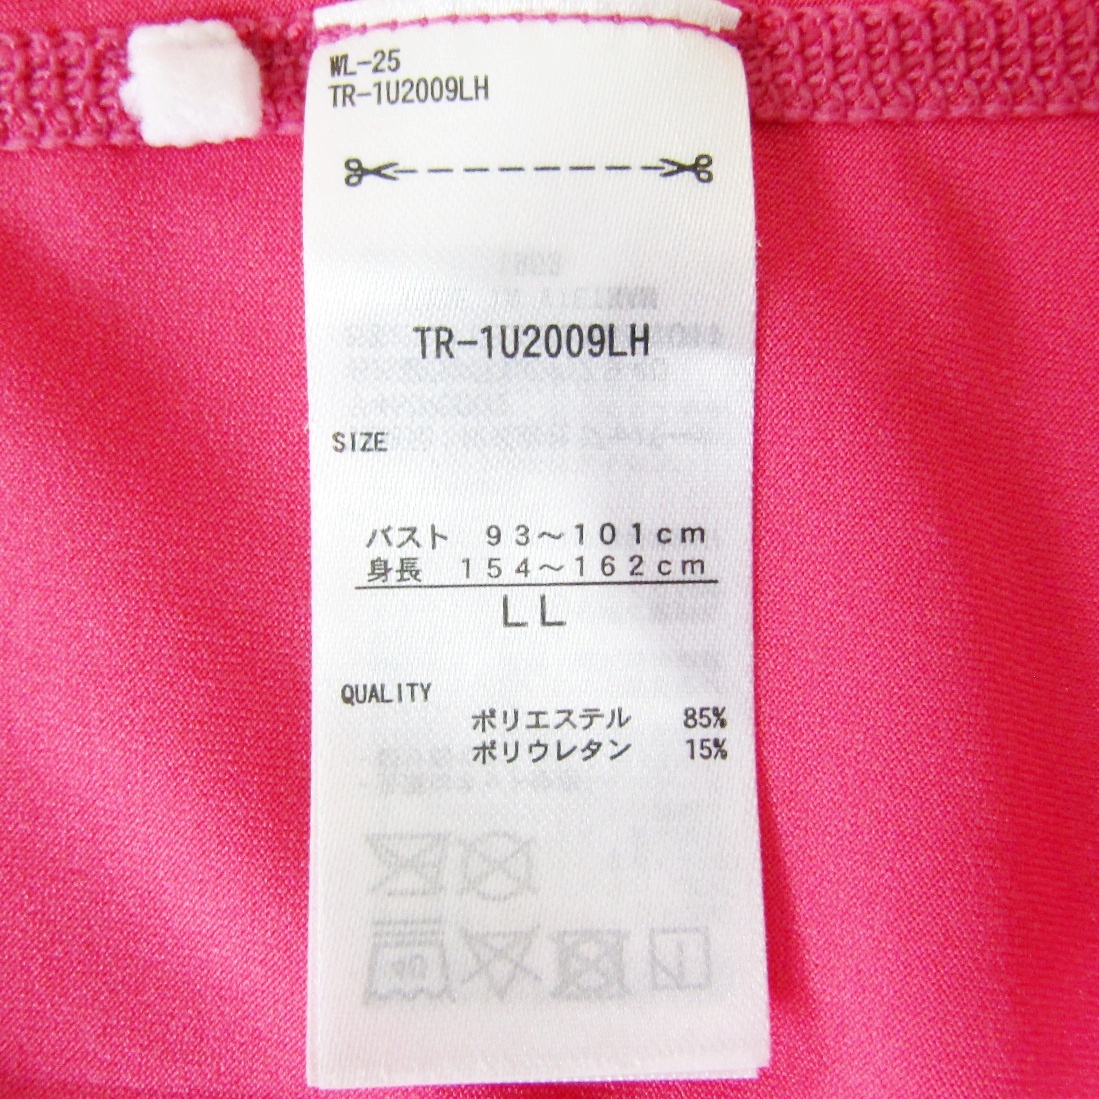 WL-25
TR-1U2009LH
TR-1U2009LH
SIZE
バスト 93～101cm
身長 154～162cm
LL
QUALITY
ポリエステル 85%
ポリウレタン 15%